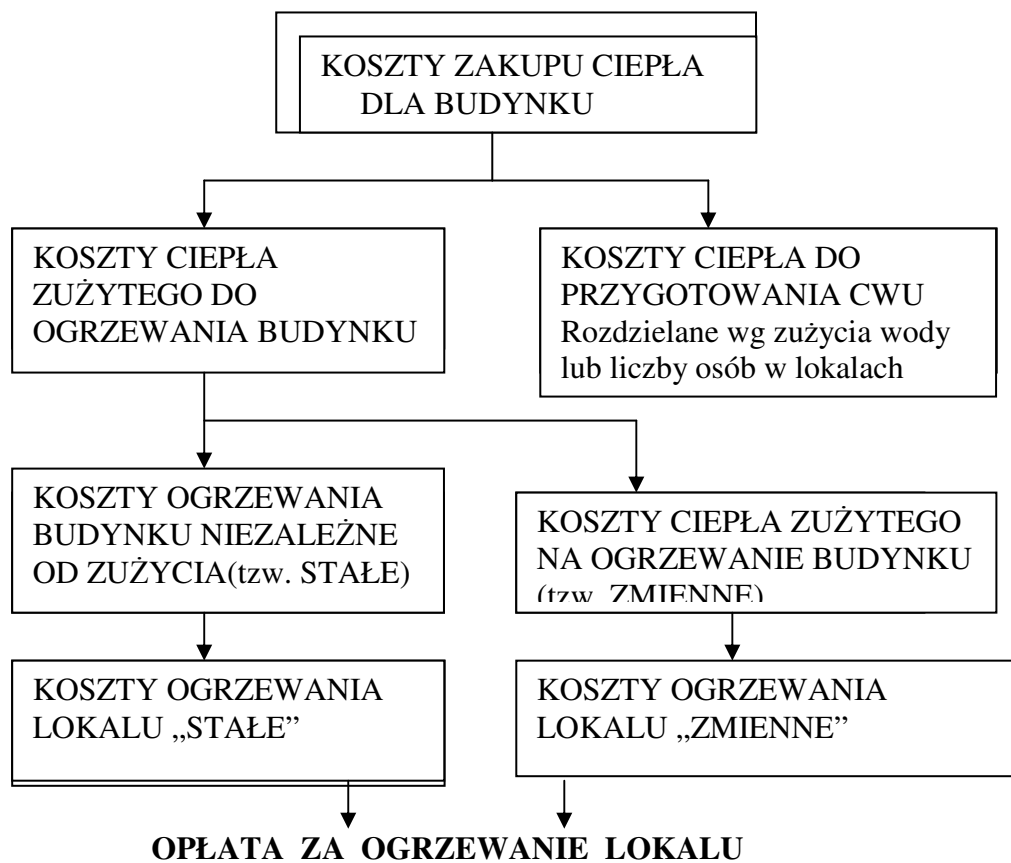 KOSZTY ZAKUPU CIEPŁA
DLA BUDYNKU
KOSZTY CIEPŁA
ZUŻYTEGO DO
OGRZEWANIA BUDYNKU
KOSZTY CIEPŁA DO
PRZYGOTOWANIA CWU
Rozdzielane wg zużycia wody
lub liczby osób w lokalach
KOSZTY OGRZEWANIA
BUDYNKU NIEZALEŻNE
OD ZUŻYCIA(tzw. STAŁE)
KOSZTY CIEPŁA ZUŻYTEGO
NA OGRZEWANIE BUDYNKU
(tzw. ZMIENNE)
KOSZTY OGRZEWANIA
LOKALU „STAŁE”
KOSZTY OGRZEWANIA
LOKALU „ZMIENNE”
OPŁATA ZA OGRZEWANIE LOKALU